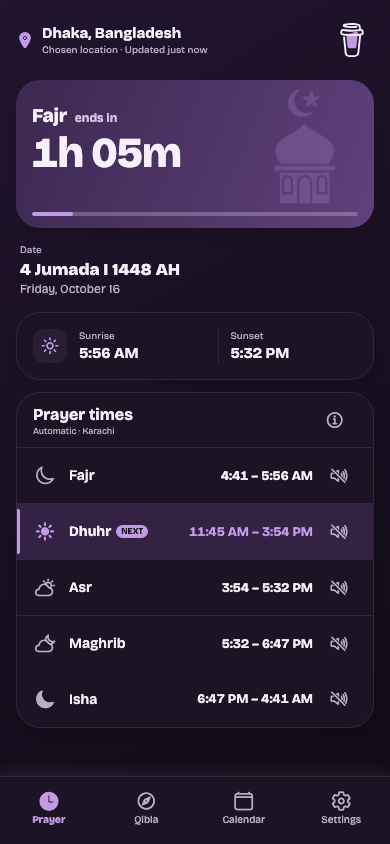 Dhaka, Bangladesh
Chosen location · Updated just now
Fajr ends in
1h 05m
Date
4 Jumada I 1448 AH
Friday, October 16
Sunrise
5:56 AM
Sunset
5:32 PM
Prayer times
Automatic · Karachi
Fajr 4:41 – 5:56 AM
Dhuhr NEXT 11:45 AM – 3:54 PM
Asr 3:54 – 5:32 PM
Maghrib 5:32 – 6:47 PM
Isha 6:47 PM – 4:41 AM
Prayer Qibla Calendar Settings